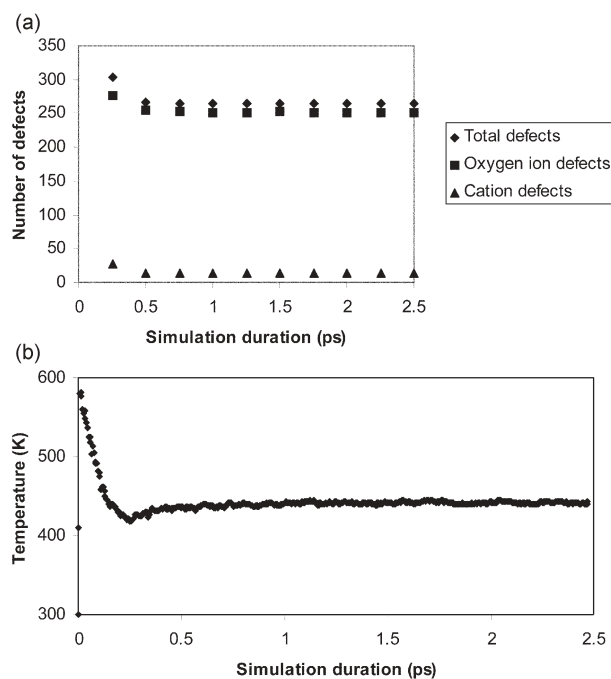 (a)
350
300
250
200
150
100
50
0
Number of defects
0 0.5 1 1.5 2 2.5
Simulation duration (ps)
Total defects
Oxygen ion defects
Cation defects
(b)
600
500
400
300
Temperature (K)
0 0.5 1 1.5 2 2.5
Simulation duration (ps)